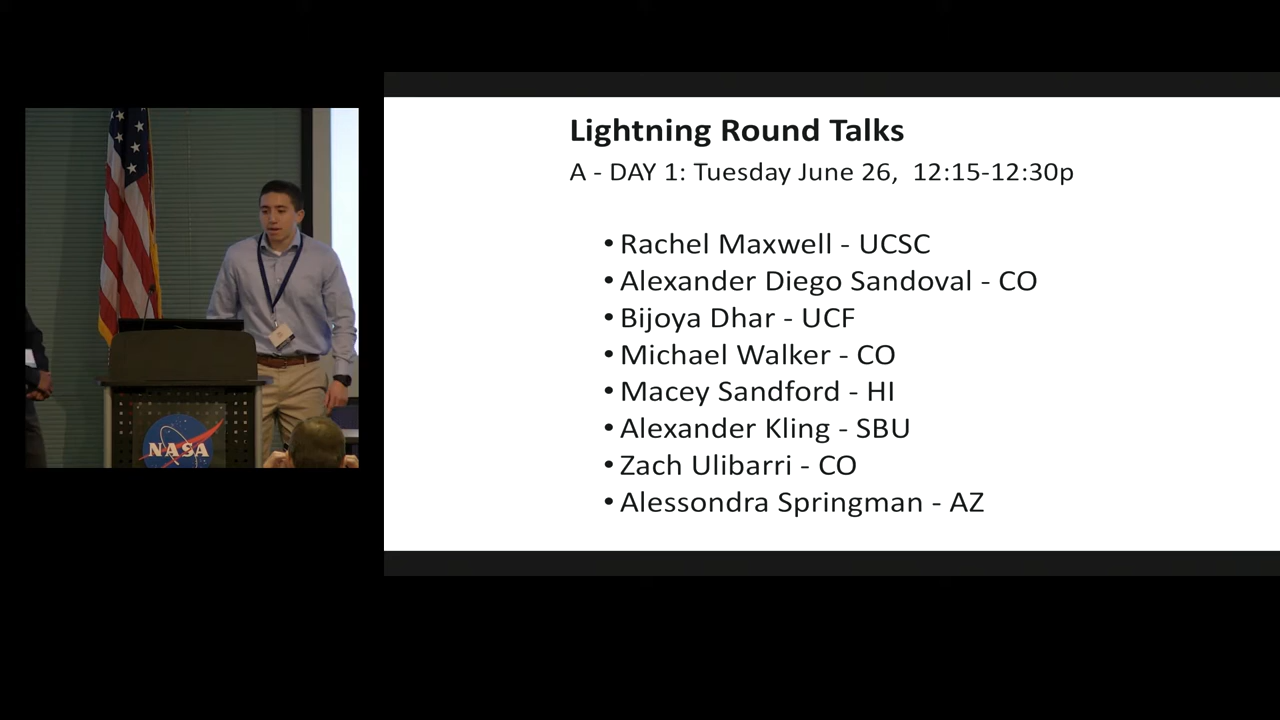 NASA
Lightning Round Talks
A - DAY 1: Tuesday June 26, 12:15-12:30p
• Rachel Maxwell - UCSC
• Alexander Diego Sandoval - CO
• Bijoya Dhar - UCF
• Michael Walker - CO
• Macey Sandford - HI
• Alexander Kling - SBU
• Zach Ulibarri - CO
• Alessondra Springman - AZ